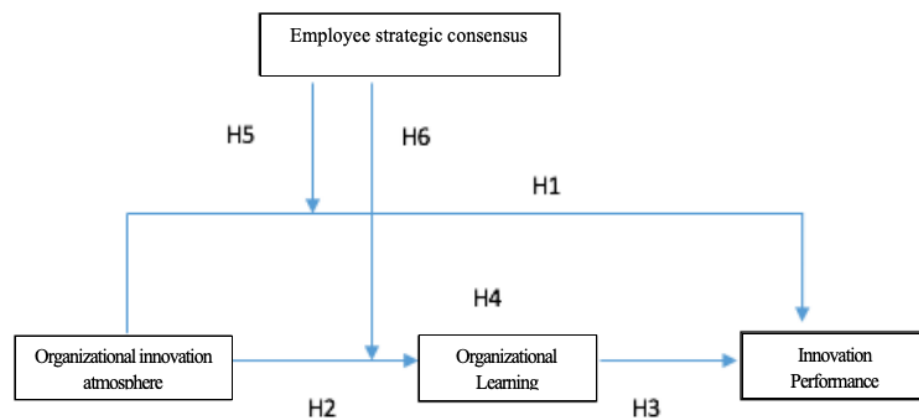 Employee strategic consensus
H5
H6
H1
H4
Organizational innovation
atmosphere
Organizational
Learning
Innovation
Performance
H2
H3